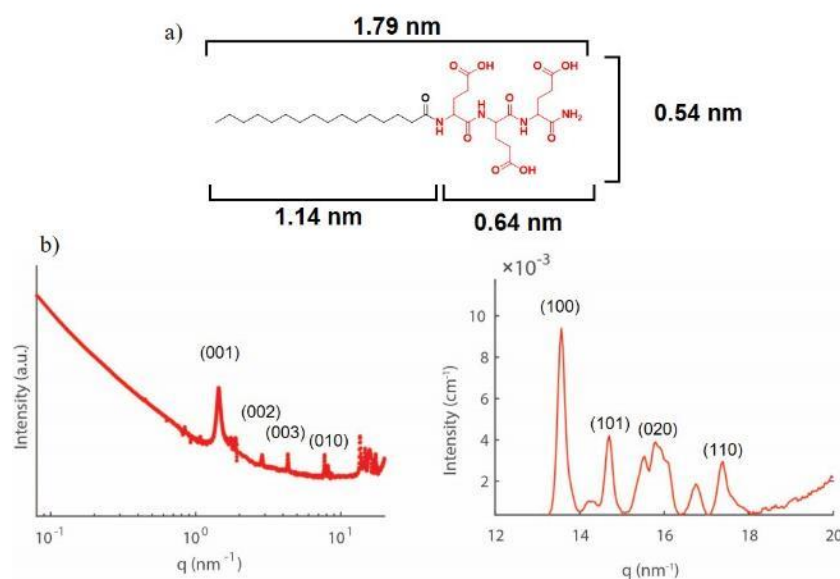 a)
1.79 nm
O OH
O OH
O
N H
O
H N
O
N H
NH₂
O
O OH
0.54 nm
1.14 nm
0.64 nm
b)
Intensity (a.u.)
(001)
(002)
(003)
(010)
10⁻¹ 10⁰ 10¹
q (nm⁻¹)
×10⁻³
Intensity (cm⁻¹)
10
8
6
4
2
(100)
(101)
(020)
(110)
12 14 16 18 20
q (nm⁻¹)